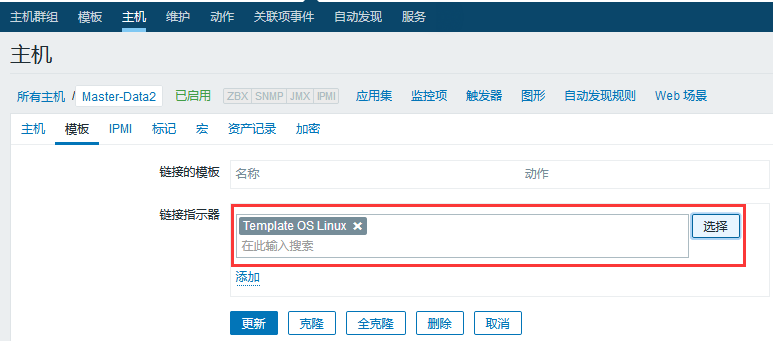 主机群组 模板 主机 维护 动作 关联项事件 自动发现 服务
主机
所有主机 / Master-Data2 已启用 ZBX SNMP JMX IPMI 应用集 监控项 触发器 图形 自动发现规则 Web 场景
主机 模板 IPMI 标记 宏 资产记录 加密
链接的模板 名称 动作
链接指示器
Template OS Linux ✖ 选择
在此输入搜索
添加
更新 克隆 全克隆 删除 取消